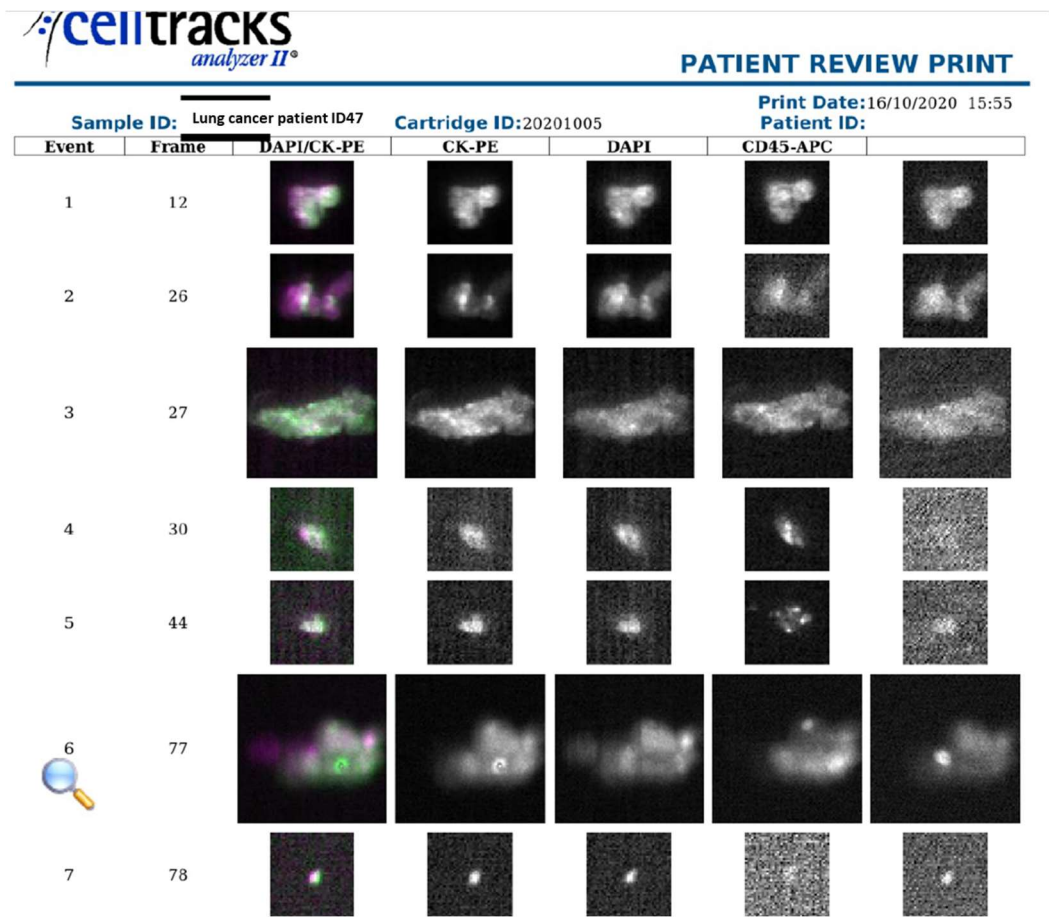 celltracks
analyzer II®
PATIENT REVIEW PRINT
Print Date:16/10/2020 15:55
Sample ID: Lung cancer patient ID47 Cartridge ID:20201005 Patient ID:
Event Frame DAPI/CK-PE CK-PE DAPI CD45-APC
1 12
2 26
3 27
4 30
5 44
6 77
7 78